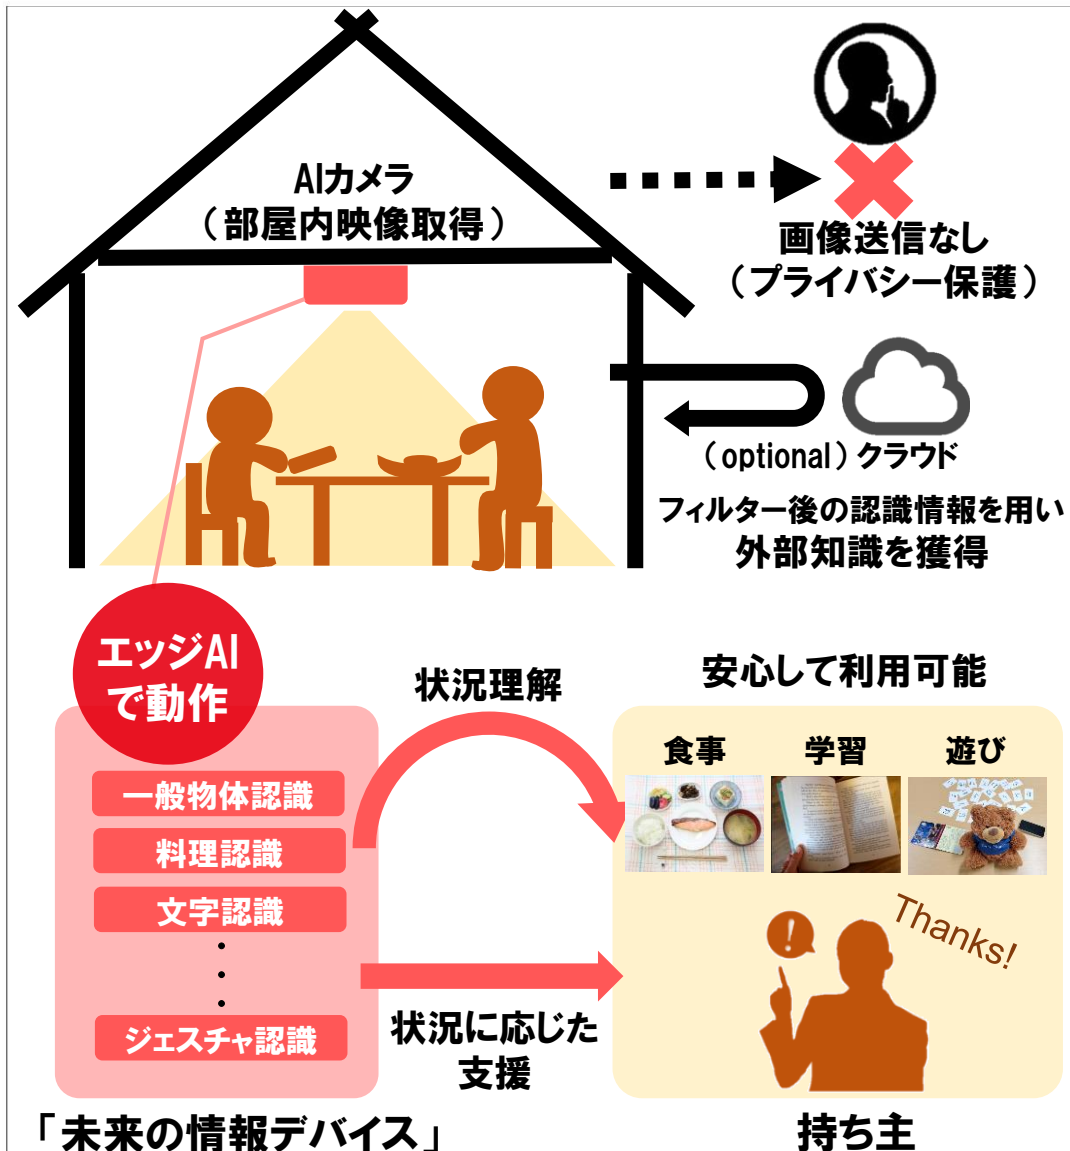 AIカメラ
（部屋内映像取得）
画像送信なし
（プライバシー保護）
（optional）クラウド
フィルター後の認識情報を用い
外部知識を獲得
エッジAI
で動作
一般物体認識
料理認識
文字認識
・
・
・
ジェスチャ認識
「未来の情報デバイス」
状況理解
状況に応じた
支援
安心して利用可能
食事 学習 遊び
!
Thanks!
持ち主